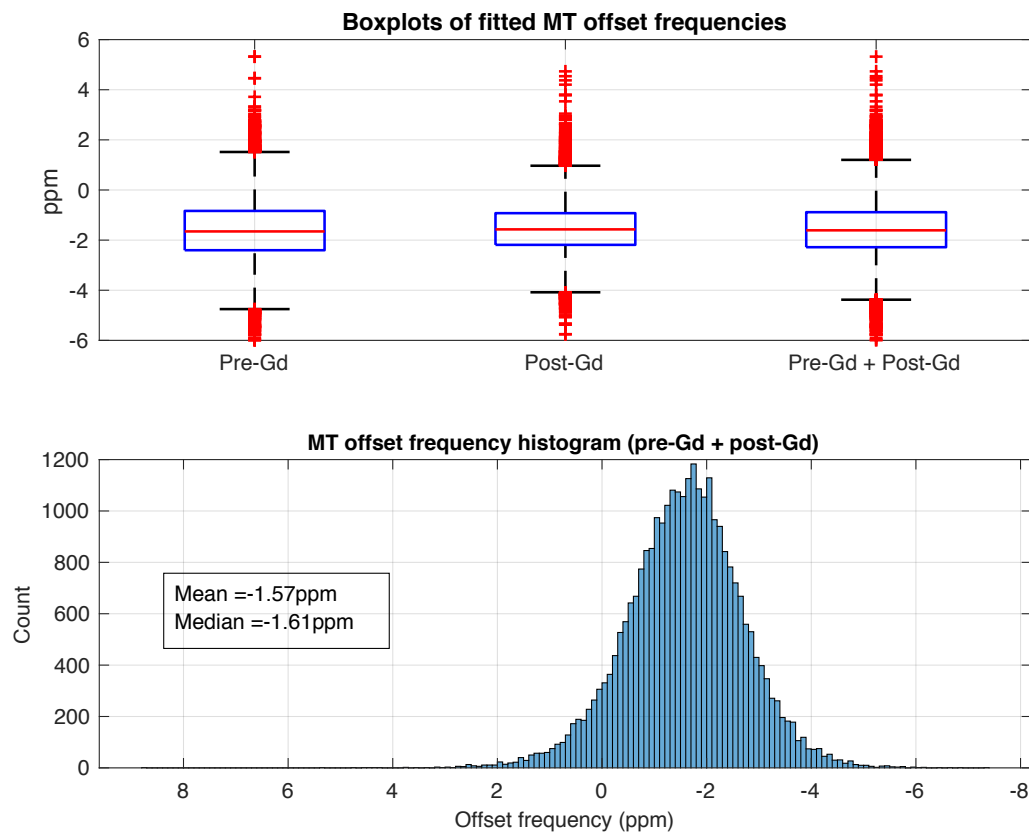 Boxplots of fitted MT offset frequencies
6
4
2
0
-2
-4
-6
ppm
Pre-Gd Post-Gd Pre-Gd + Post-Gd
MT offset frequency histogram (pre-Gd + post-Gd)
1200
1000
800
600
400
200
0
Count
Mean =-1.57ppm
Median =-1.61ppm
8 6 4 2 0 -2 -4 -6 -8
Offset frequency (ppm)